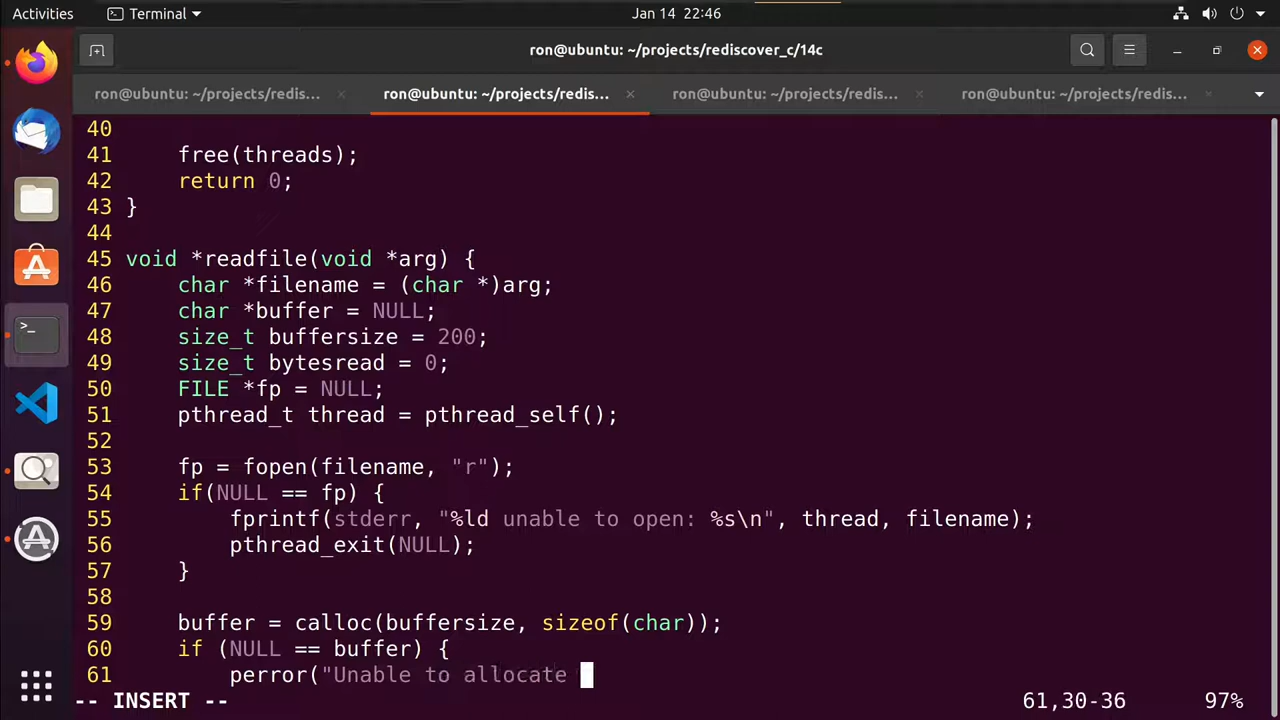 Activities Terminal Jan 14 22:46
ron@ubuntu: ~/projects/rediscover_c/14c
ron@ubuntu: ~/projects/redis... ron@ubuntu: ~/projects/redis... ron@ubuntu: ~/projects/redis... ron@ubuntu: ~/projects/redis...
40
41     free(threads);
42     return 0;
43 }
44
45 void *readfile(void *arg) {
46     char *filename = (char *)arg;
47     char *buffer = NULL;
48     size_t buffersize = 200;
49     size_t bytesread = 0;
50     FILE *fp = NULL;
51     pthread_t thread = pthread_self();
52
53     fp = fopen(filename, "r");
54     if(NULL == fp) {
55         fprintf(stderr, "%ld unable to open: %s\n", thread, filename);
56         pthread_exit(NULL);
57     }
58
59     buffer = calloc(buffersize, sizeof(char));
60     if (NULL == buffer) {
61         perror("Unable to allocate
-- INSERT -- 61,30-36 97%